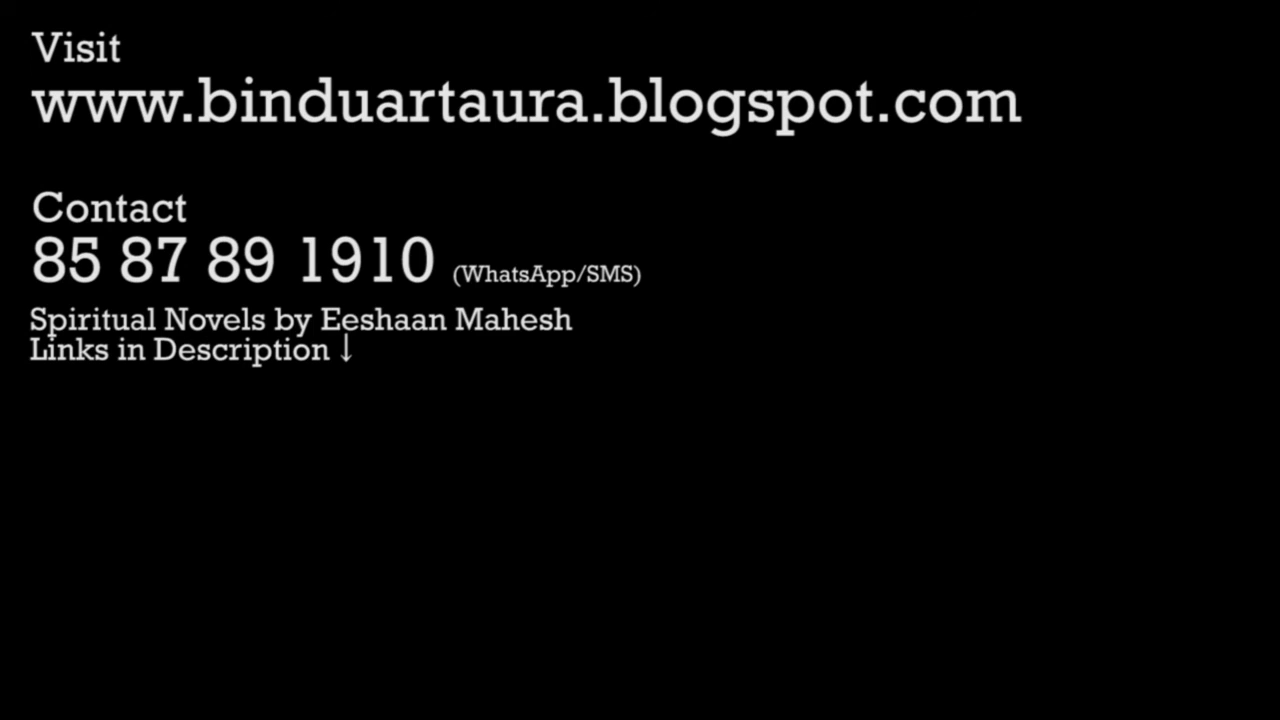 Visit
www.binduartaura.blogspot.com
Contact
85 87 89 1910 (WhatsApp/SMS)
Spiritual Novels by Eeshaan Mahesh
Links in Description ↓